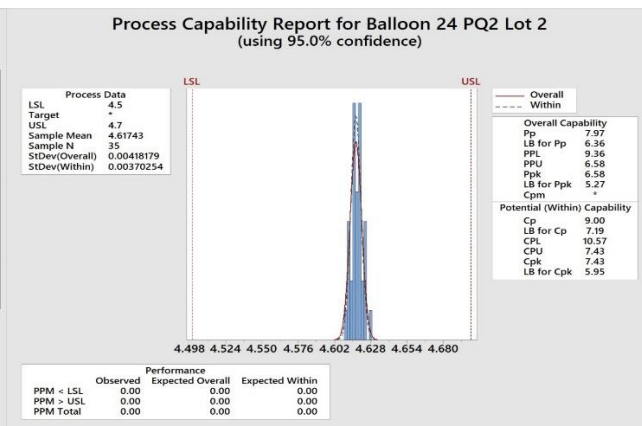 Process Capability Report for Balloon 24 PQ2 Lot 2
(using 95.0% confidence)
LSL
USL
Process Data
LSL 4.5
Target *
USL 4.7
Sample Mean 4.61743
Sample N 35
StDev(Overall) 0.00418179
StDev(Within) 0.00370254
Overall
Within
Overall Capability
Pp 7.97
LB for Pp 6.36
PPL 9.36
PPU 6.58
Ppk 6.58
LB for Ppk 5.27
Cpm *
Potential (Within) Capability
Cp 9.00
LB for Cp 7.19
CPL 10.57
CPU 7.43
Cpk 7.43
LB for Cpk 5.95
4.498 4.524 4.550 4.576 4.602 4.628 4.654 4.680
Performance
Observed Expected Overall Expected Within
PPM < LSL 0.00 0.00 0.00
PPM > USL 0.00 0.00 0.00
PPM Total 0.00 0.00 0.00